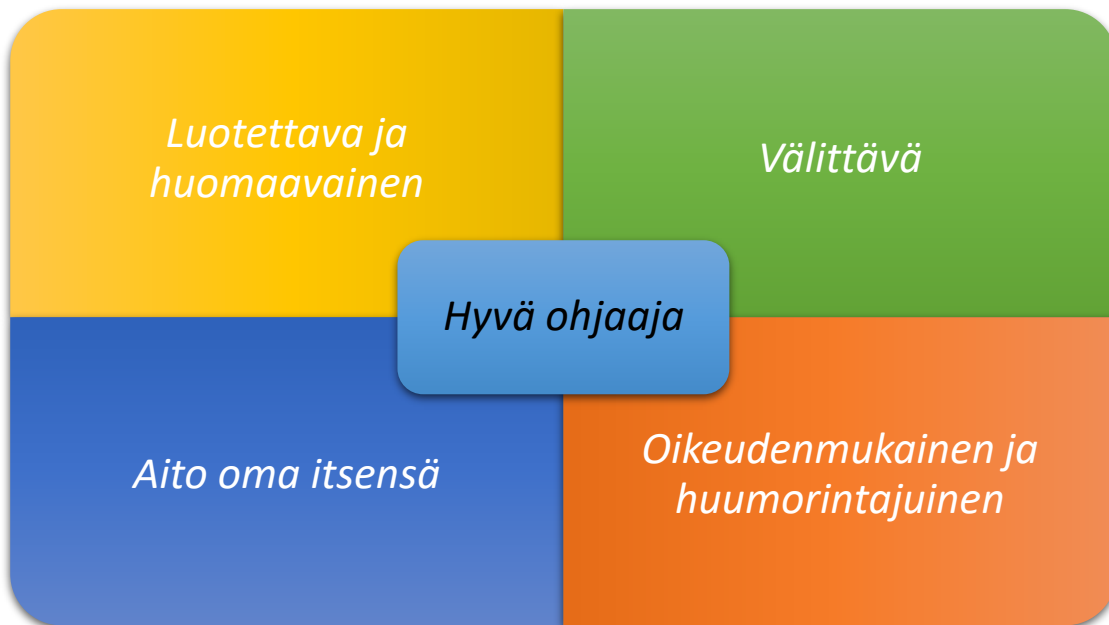 Luotettava ja
huomaavainen
Välittävä
Hyvä ohjaaja
Aito oma itsensä
Oikeudenmukainen ja
huumorintajuinen